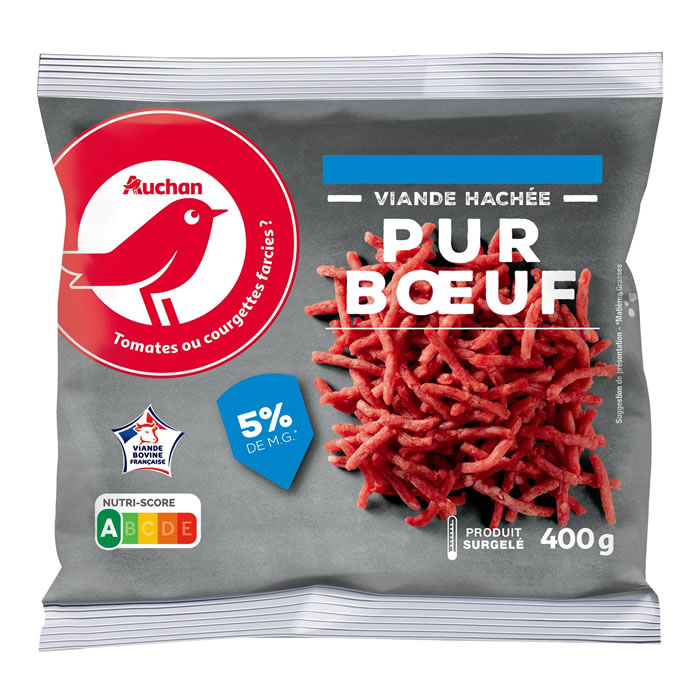 Auchan
Tomates ou courgettes farcies ?
VIANDE HACHÉE
PUR
BŒUF
5%
DE M.G.*
VIANDE
BOVINE
FRANÇAISE
NUTRI-SCORE
A B C D E
PRODUIT
SURGELÉ
400 g
Suggestion de présentation - *Matières Grasses